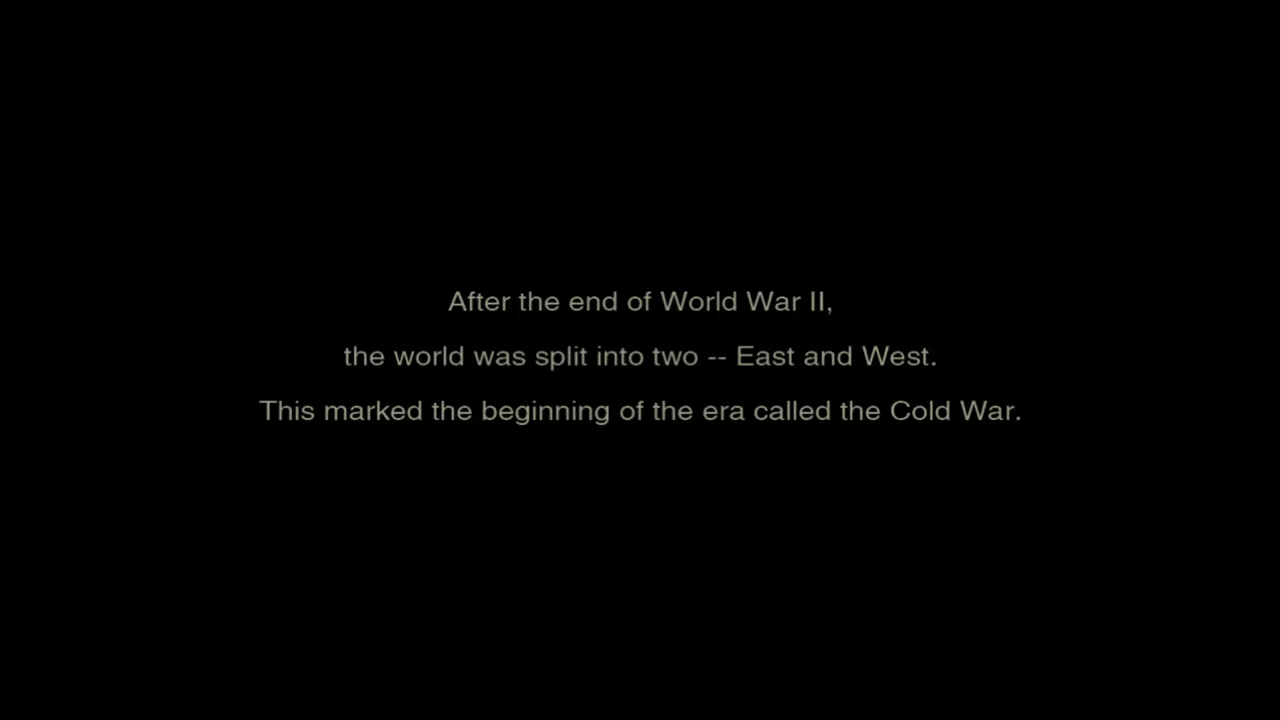 After the end of World War II,
the world was split into two -- East and West.
This marked the beginning of the era called the Cold War.